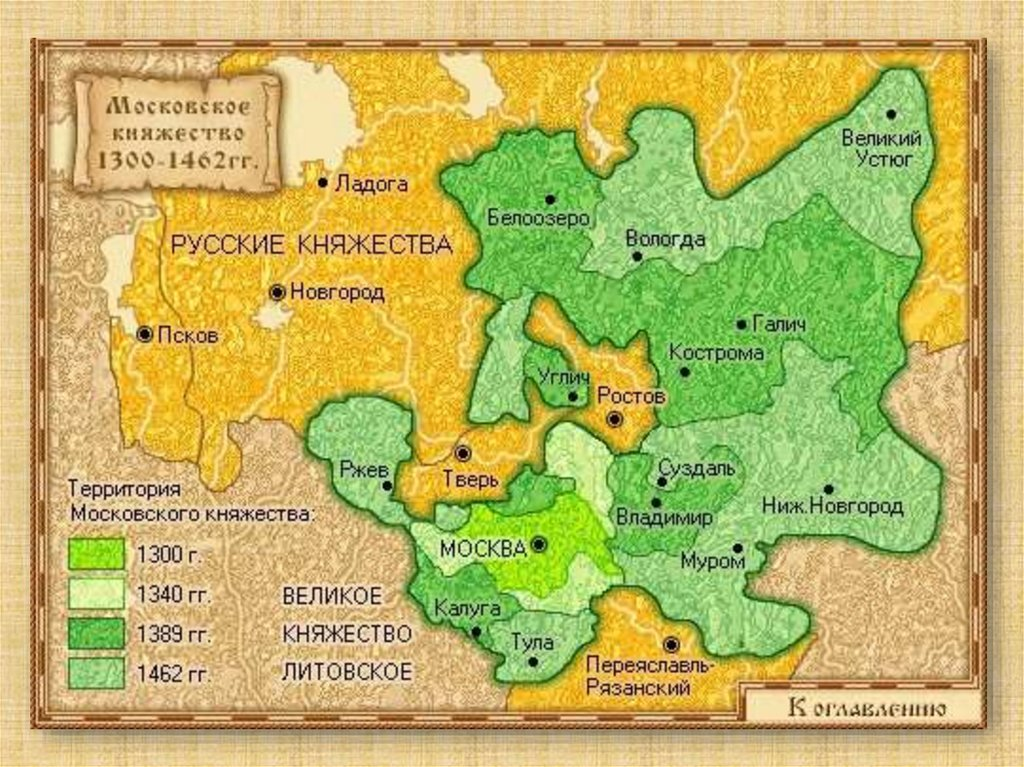 Московское
княжество
1300-1462гг.
Великий
Устюг
Ладога
Белоозеро
РУССКИЕ КНЯЖЕСТВА
Вологда
Новгород
Псков
Галич
Кострома
Углич
Ростов
Тверь
Ржев
Суздаль
Владимир
Ниж.Новгород
МОСКВА
Муром
Калуга
Тула
Переяславль-
Рязанский
Территория
Московского княжества:
1300 г.
1340 гг.
1389 гг.
1462 гг.
ВЕЛИКОЕ
КНЯЖЕСТВО
ЛИТОВСКОЕ
К оглавлению